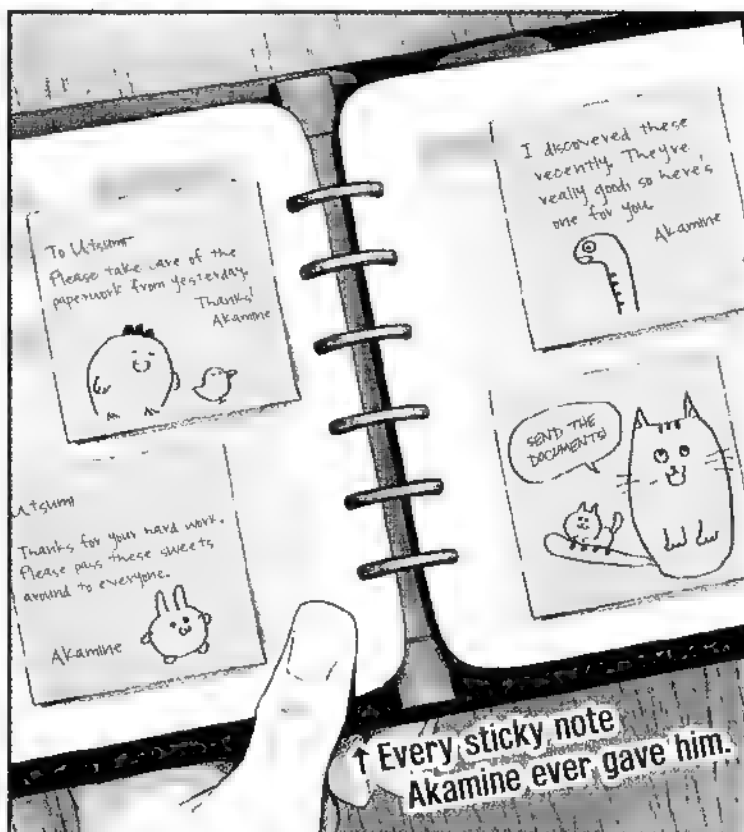 To Utsumi
Please take care of the
paperwork from yesterday.
Thanks!
Akamine
Utsumi
Thanks for your hard work.
Please pass these sweets
around to everyone.
Akamine
I discovered these
recently. They're
really good, so here's
one for you.
Akamine
SEND THE
DOCUMENTS!
↑ Every sticky note
Akamine ever gave him.